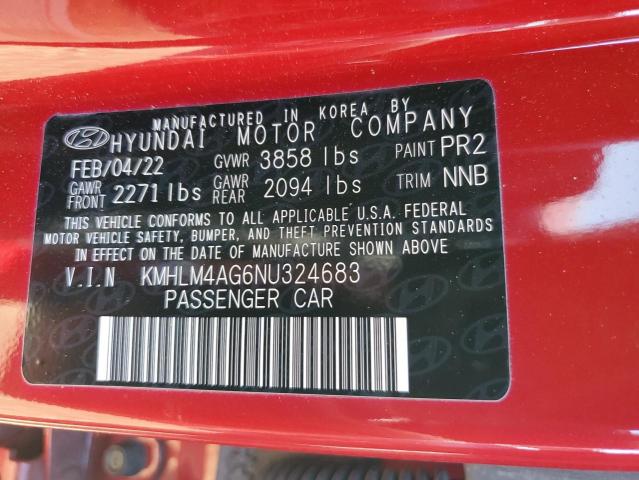 MANUFACTURED IN KOREA BY
HYUNDAI MOTOR COMPANY
FEB/04/22 GVWR 3858 lbs PAINT PR2
GAWR FRONT 2271 lbs GAWR REAR 2094 lbs TRIM NNB
THIS VEHICLE CONFORMS TO ALL APPLICABLE U.S.A. FEDERAL
MOTOR VEHICLE SAFETY, BUMPER, AND THEFT PREVENTION STANDARDS
IN EFFECT ON THE DATE OF MANUFACTURE SHOWN ABOVE
V.I.N KMHLM4AG6NU324683
PASSENGER CAR